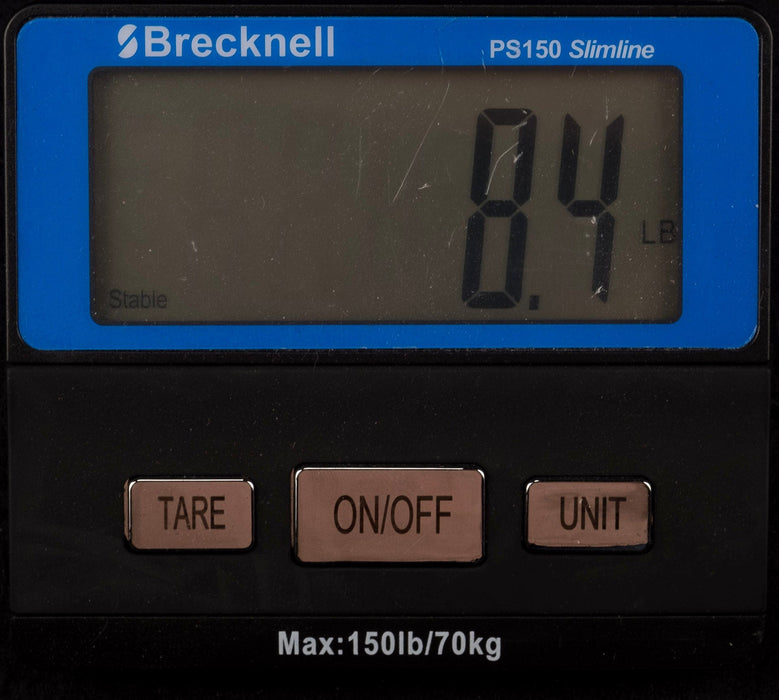 Brecknell PS150 Slimline
8.4
LB
Stable
TARE ON/OFF UNIT
Max:150lb/70kg